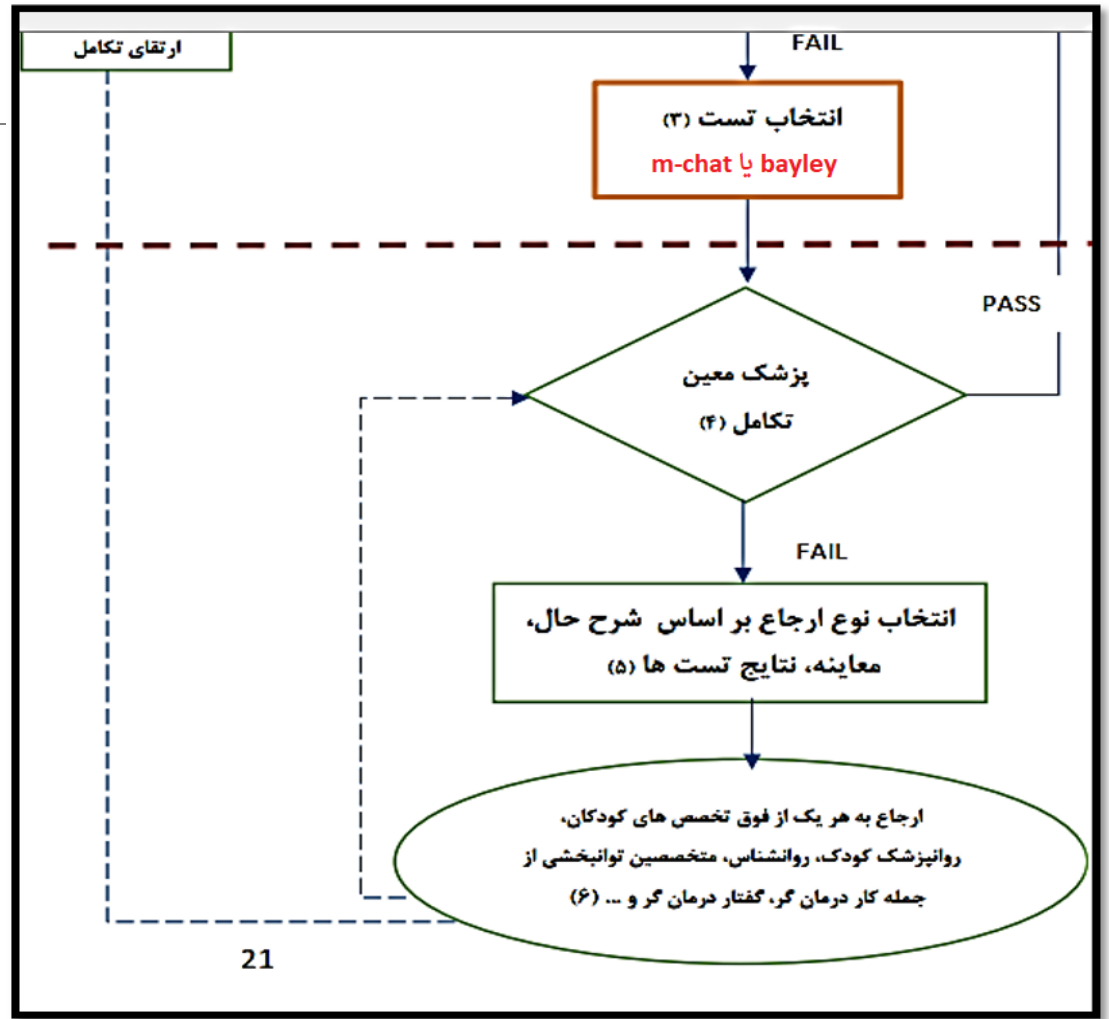 ارتقای تکامل
FAIL
انتخاب تست (۳)
m-chat یا bayley
PASS
پزشک معین
تکامل (۴)
FAIL
انتخاب نوع ارجاع بر اساس شرح حال،
معاینه، نتایج تست ها (۵)
ارجاع به هر یک از فوق تخصص های کودکان،
روانپزشک کودک، روانشناس، متخصصین توانبخشی از
جمله کار درمان گر، گفتار درمان گر و ... (۶)
21